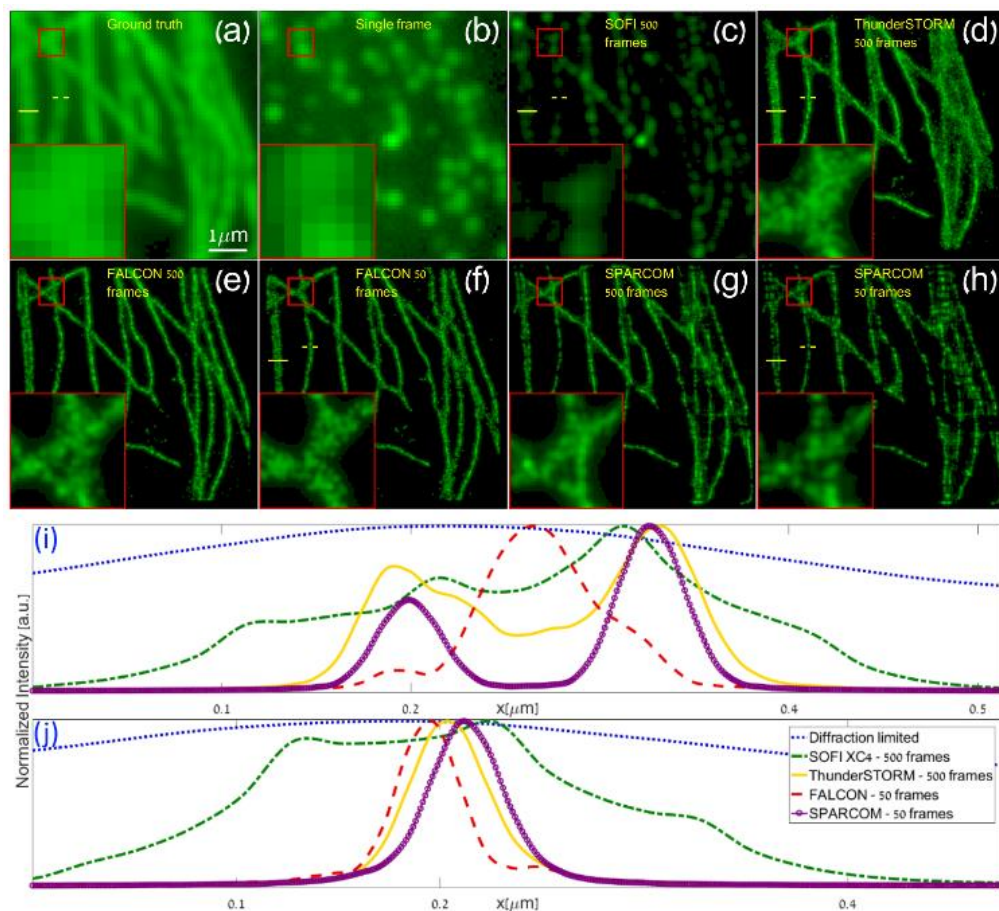 Ground truth (a)
Single frame (b)
SOFI 500
frames (c)
ThunderSTORM
500 frames (d)
1μm
FALCON 500
frames (e)
FALCON 50
frames (f)
SPARCOM
500 frames (g)
SPARCOM
50 frames (h)
Normalized Intensity [a.u.]
(i)
0.1 0.2 0.4 0.5
x[μm]
(j)
Diffraction limited
SOFI XC4 - 500 frames
ThunderSTORM - 500 frames
FALCON - 50 frames
SPARCOM - 50 frames
0.1 0.2 0.4
x[μm]